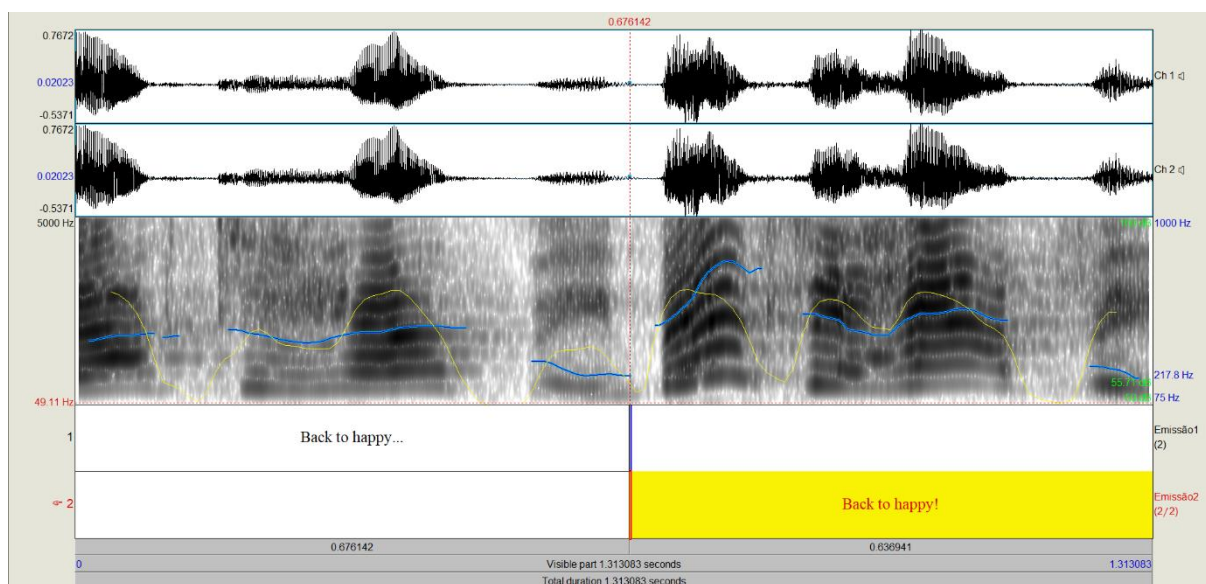 0.676142
0.7672
0.02023
Ch 1
-0.5371
0.7672
0.02023
Ch 2
-0.5371
5000 Hz
1000 Hz
217.8 Hz
49.11 Hz
75 Hz
1
Back to happy...
Emissão1
(2)
2
Back to happy!
Emissão2
(2/2)
0.676142
0.636941
0
Visible part 1.313083 seconds
1.313083
Total duration 1.313083 seconds